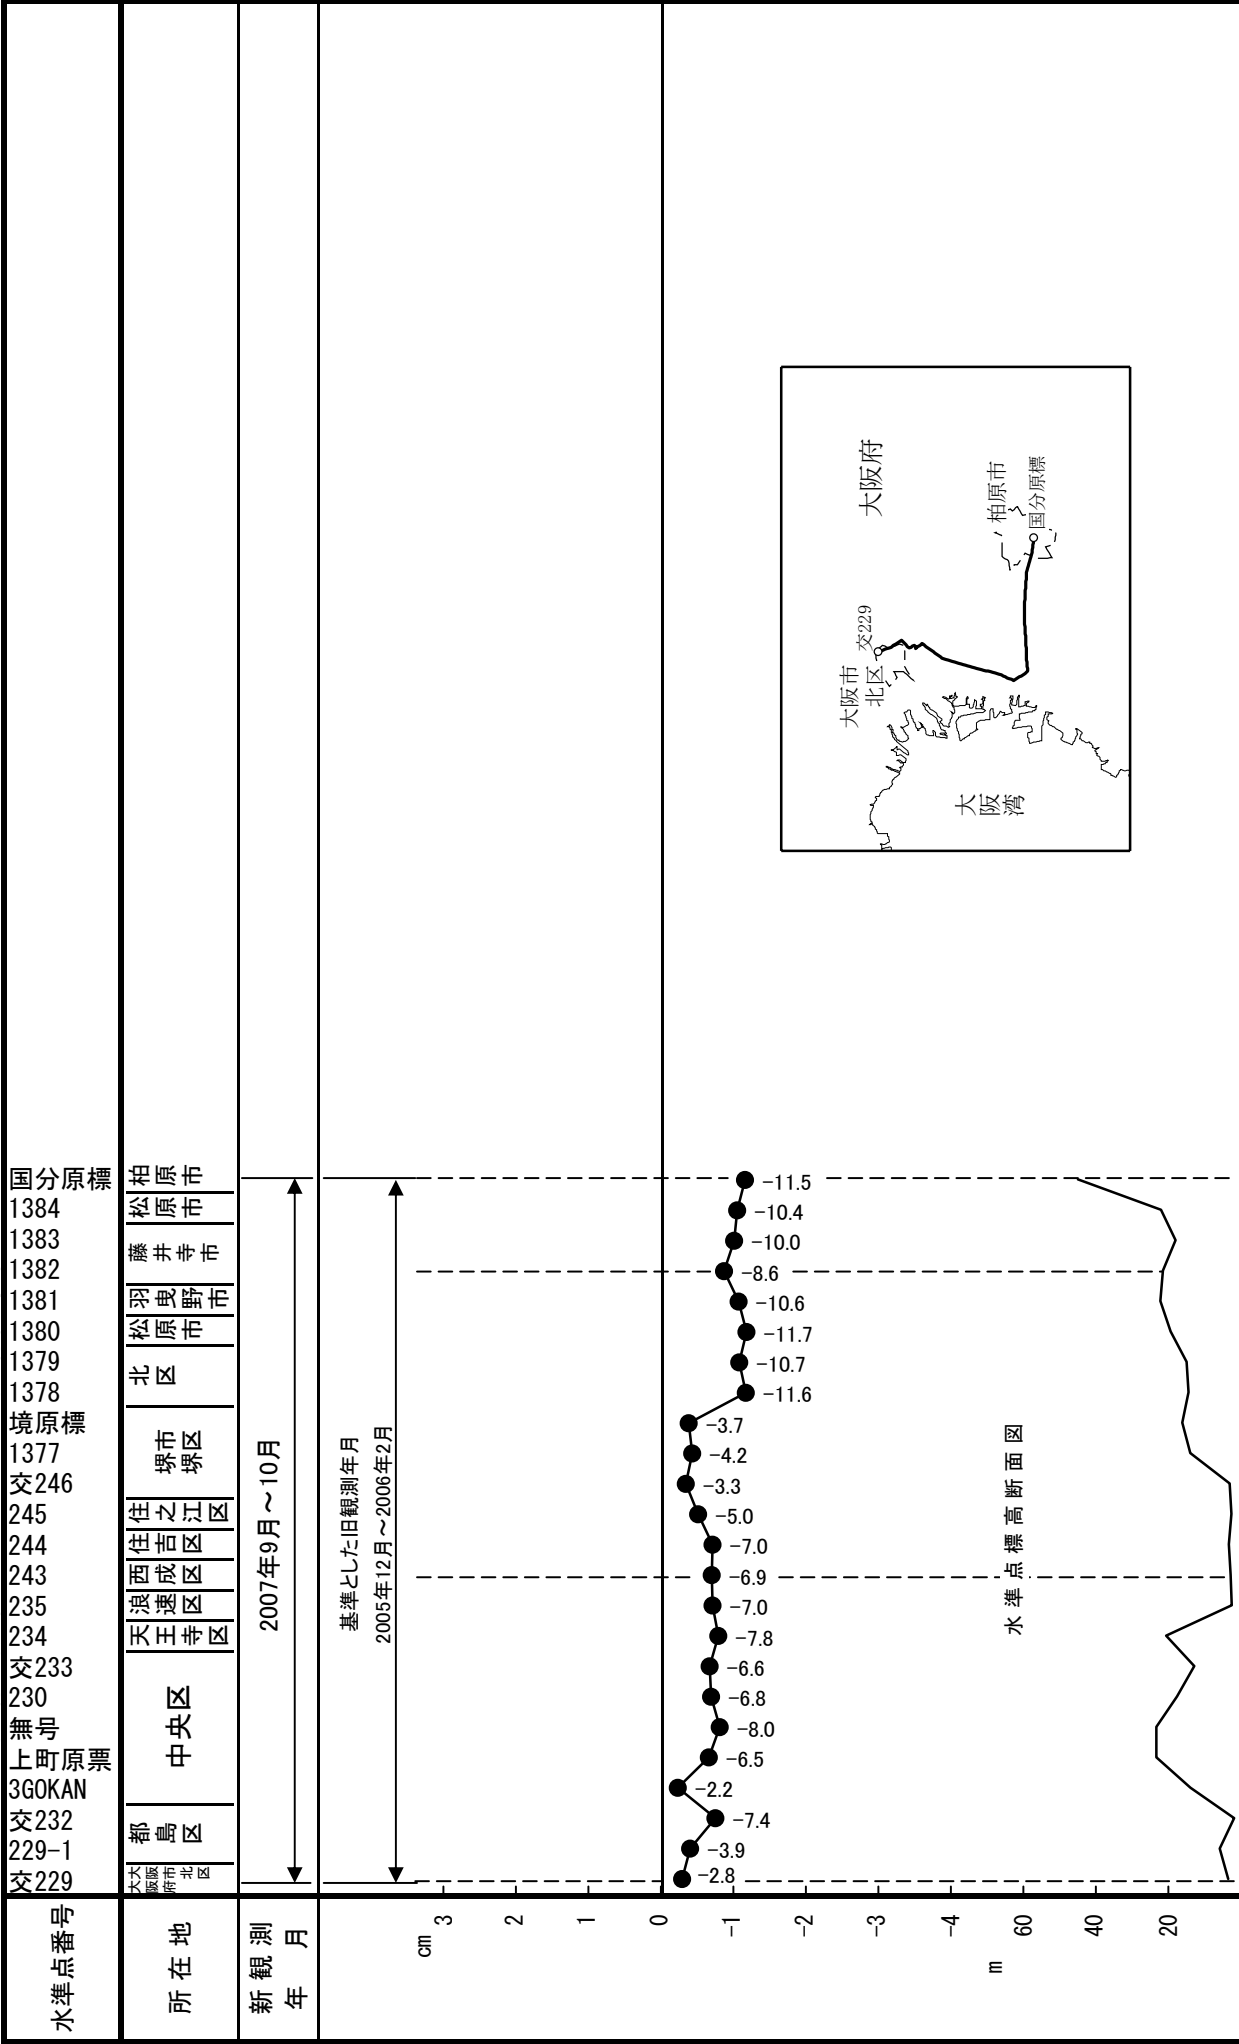 水準点番号
交229
229-1
交232
3GOKAN
上町原票
無号
230
交233
234
235
243
244
245
交246
1377
境原標
1378
1379
1380
1381
1382
1383
1384
国分原標
所在地
大阪府
大阪市
北区
都島区
中央区
天王寺区
浪速区
西成区
住吉区
住之江区
堺市
堺区
北区
松原市
羽曳野市
藤井寺市
松原市
柏原市
新観測
年 月
2007年9月～10月
基準とした旧観測年月
2005年12月～2006年2月
cm
3
2
1
0
-1
-2
-3
-4
-2.8
-3.9
-7.4
-2.2
-6.5
-8.0
-6.8
-6.6
-7.8
-7.0
-6.9
-7.0
-5.0
-3.3
-4.2
-3.7
-11.6
-10.7
-11.7
-10.6
-8.6
-10.0
-10.4
-11.5
m
60
40
20
水準点標高断面図
大阪市
北区
交229
大阪府
柏原市
国分原標
大阪湾